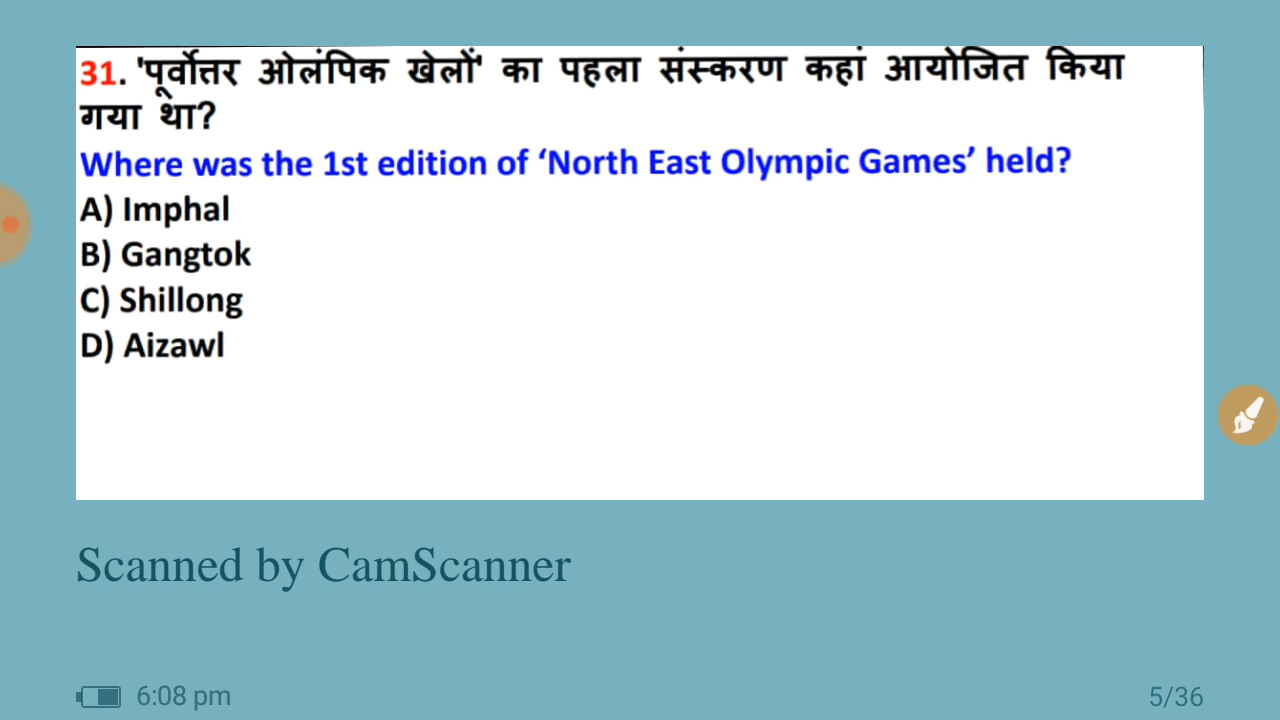 31. 'पूर्वोत्तर ओलंपिक खेलों' का पहला संस्करण कहां आयोजित किया
गया था?
Where was the 1st edition of ‘North East Olympic Games’ held?
A) Imphal
B) Gangtok
C) Shillong
D) Aizawl
Scanned by CamScanner
6:08 pm
5/36